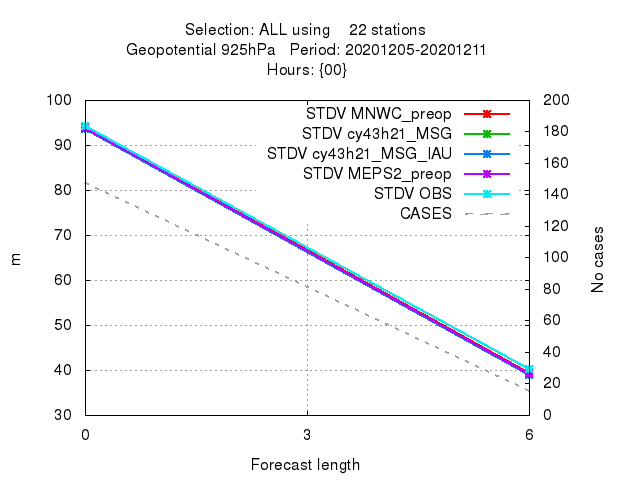 Selection: ALL using    22 stations
Geopotential 925hPa   Period: 20201205-20201211
Hours: {00}
100
90
80
70
60
50
40
30
m
STDV MNWC_preop
STDV cy43h21_MSG
STDV cy43h21_MSG_IAU
STDV MEPS2_preop
STDV OBS
CASES
200
180
160
140
120
100
80
60
40
20
0
No cases
0 3 6
Forecast length